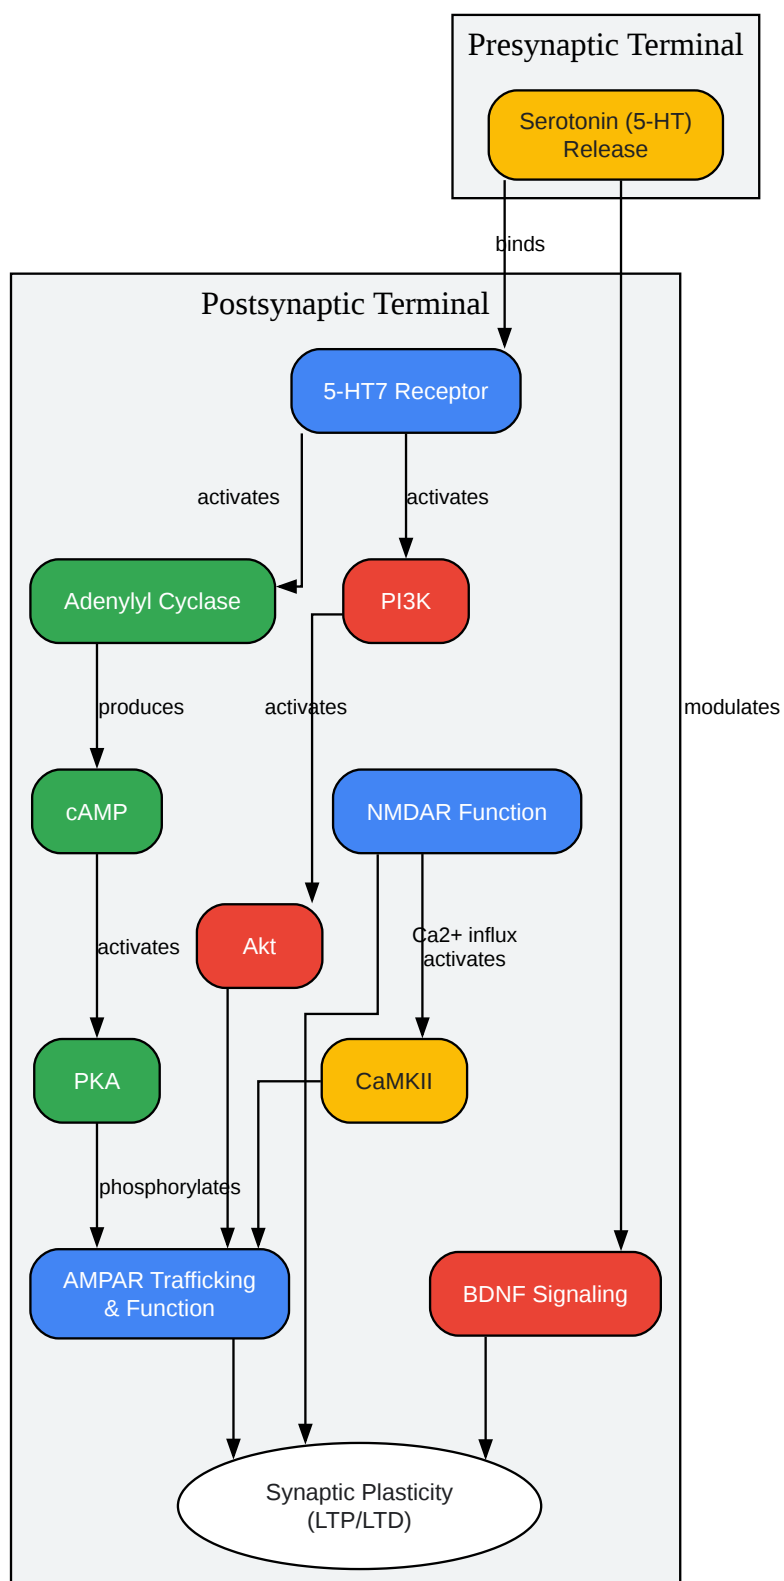 Presynaptic Terminal
Serotonin (5-HT)
Release
binds
Postsynaptic Terminal
5-HT7 Receptor
activates
activates
Adenylyl Cyclase
PI3K
produces
activates
modulates
cAMP
NMDAR Function
Akt
Ca2+ influx
activates
activates
PKA
CaMKII
phosphorylates
AMPAR Trafficking
& Function
BDNF Signaling
Synaptic Plasticity
(LTP/LTD)